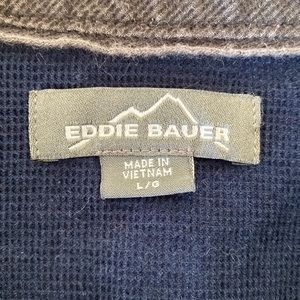 EDDIE BAUER
MADE IN
VIETNAM
L/G